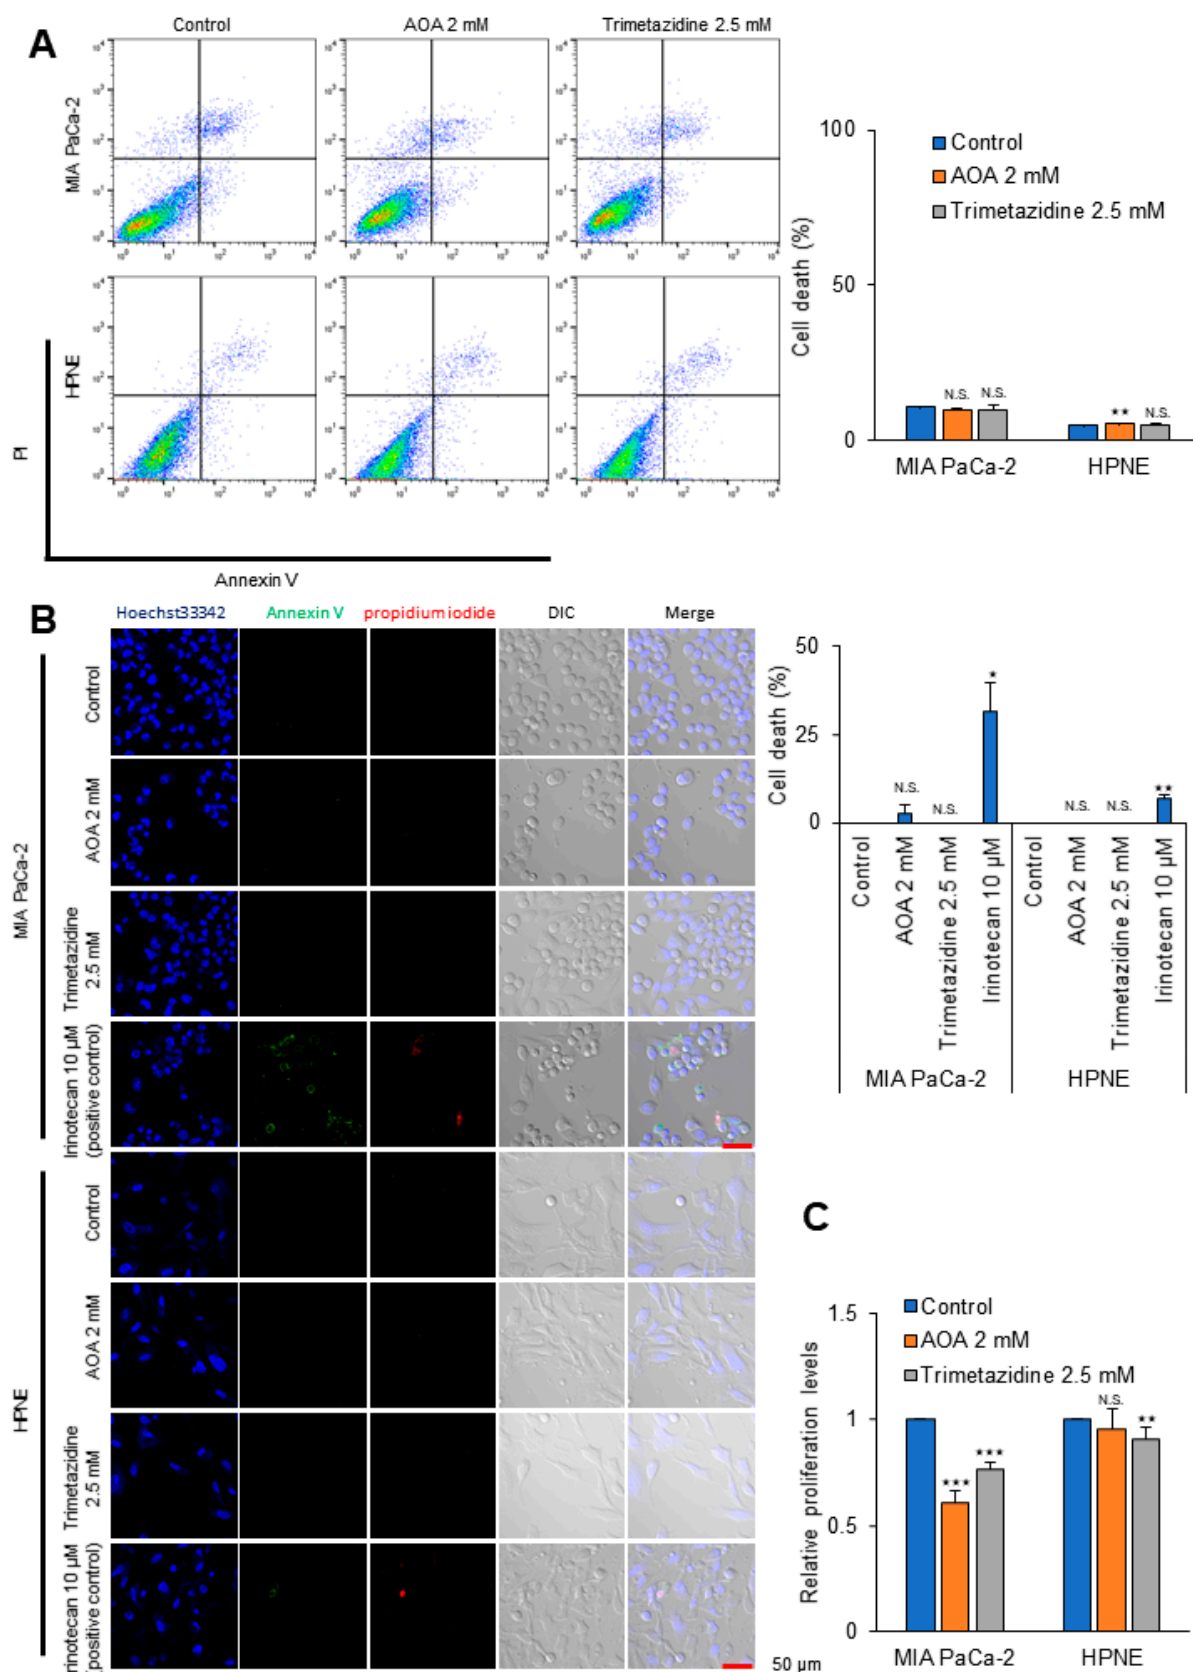 A
Control
AOA 2 mM
Trimetazidine 2.5 mM
MIA PaCa-2
HPNE
PI
Annexin V
Cell death (%)
100
50
0
Control
AOA 2 mM
Trimetazidine 2.5 mM
N.S.
N.S.
**
N.S.
MIA PaCa-2
HPNE
B
Hoechst33342
Annexin V
propidium iodide
DIC
Merge
MIA PaCa-2
Control
AOA 2 mM
Trimetazidine
2.5 mM
Irinotecan 10 µM
(positive control)
HPNE
Control
AOA 2 mM
Trimetazidine
2.5 mM
Irinotecan 10 µM
(positive control)
50 µm
Cell death (%)
50
25
0
N.S.
N.S.
*
N.S.
N.S.
**
Control
AOA 2 mM
Trimetazidine 2.5 mM
Irinotecan 10 µM
Control
AOA 2 mM
Trimetazidine 2.5 mM
Irinotecan 10 µM
MIA PaCa-2
HPNE
C
Relative proliferation levels
1.5
1
0.5
0
Control
AOA 2 mM
Trimetazidine 2.5 mM
***
***
N.S.
**
MIA PaCa-2
HPNE